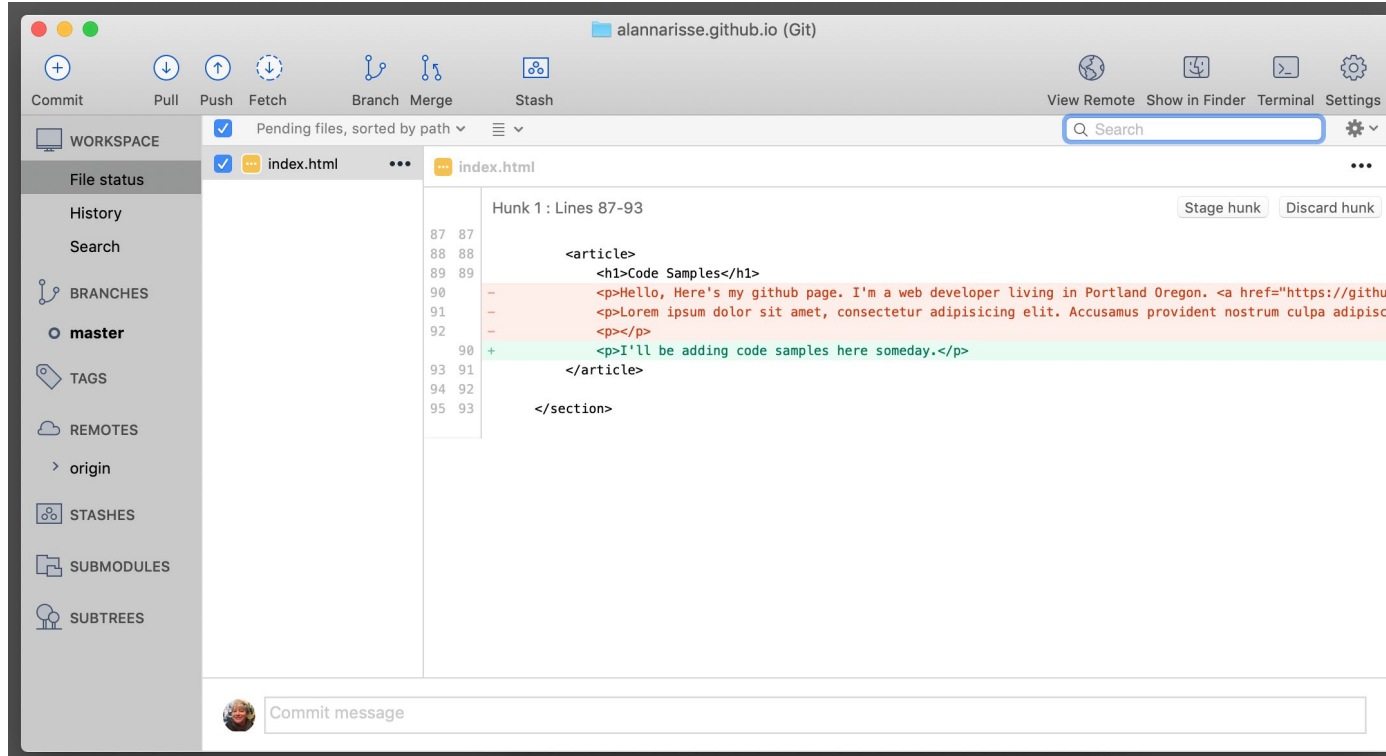 alannarisse.github.io (Git)
Commit Pull Push Fetch Branch Merge Stash View Remote Show in Finder Terminal Settings
WORKSPACE
File status
History
Search
BRANCHES
master
TAGS
REMOTES
origin
STASHES
SUBMODULES
SUBTREES
Pending files, sorted by path
Search
index.html
index.html
Hunk 1 : Lines 87-93 Stage hunk Discard hunk
87 87
88 88 <article>
89 89 <h1>Code Samples</h1>
90 - <p>Hello, Here's my github page. I'm a web developer living in Portland Oregon. <a href="https://githu
91 - <p>Lorem ipsum dolor sit amet, consectetur adipisicing elit. Accusamus provident nostrum culpa adipisc
92 - <p></p>
90 + <p>I'll be adding code samples here someday.</p>
93 91 </article>
94 92
95 93 </section>
Commit message